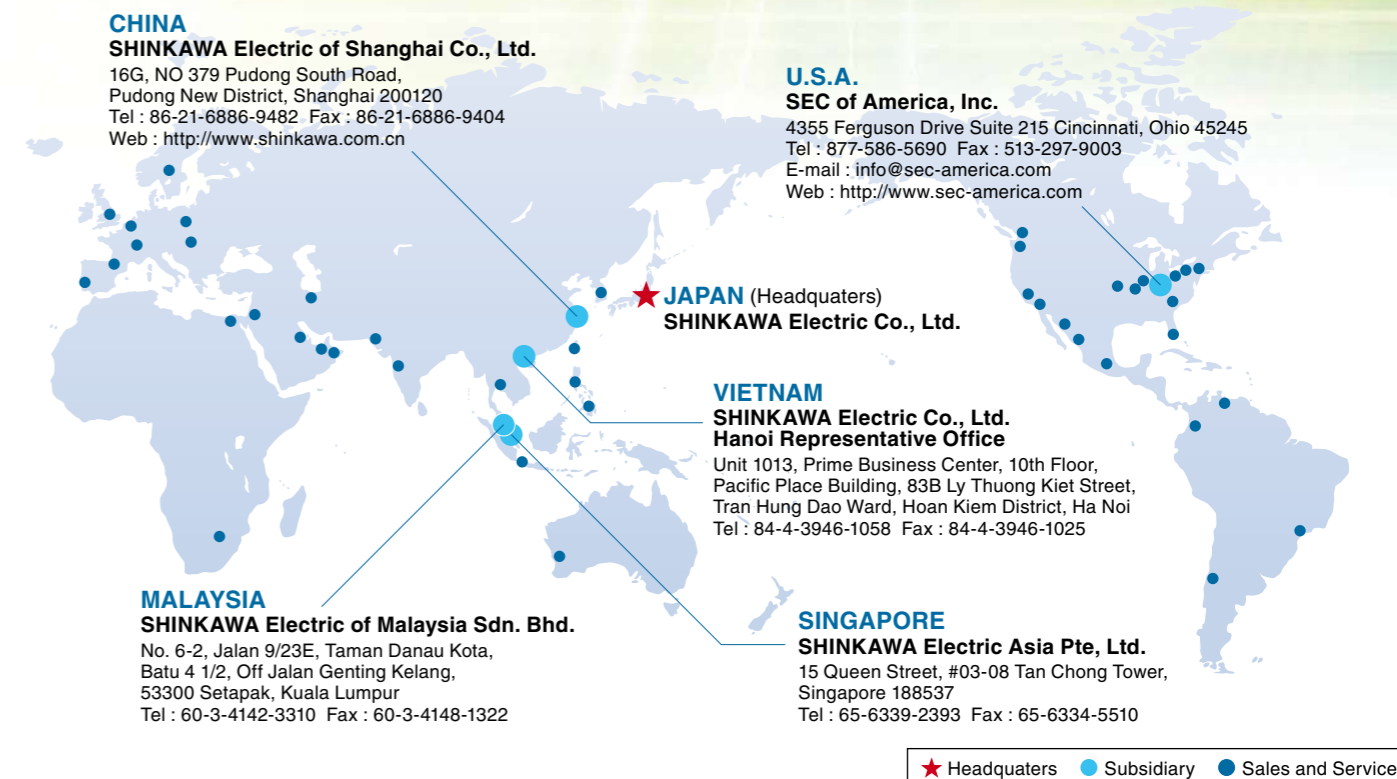 CHINA
SHINKAWA Electric of Shanghai Co., Ltd.
16G, NO 379 Pudong South Road,
Pudong New District, Shanghai 200120
Tel : 86-21-6886-9482 Fax : 86-21-6886-9404
Web : http://www.shinkawa.com.cn
U.S.A.
SEC of America, Inc.
4355 Ferguson Drive Suite 215 Cincinnati, Ohio 45245
Tel : 877-586-5690 Fax : 513-297-9003
E-mail : info@sec-america.com
Web : http://www.sec-america.com
JAPAN (Headquaters)
SHINKAWA Electric Co., Ltd.
VIETNAM
SHINKAWA Electric Co., Ltd.
Hanoi Representative Office
Unit 1013, Prime Business Center, 10th Floor,
Pacific Place Building, 83B Ly Thuong Kiet Street,
Tran Hung Dao Ward, Hoan Kiem District, Ha Noi
Tel : 84-4-3946-1058 Fax : 84-4-3946-1025
MALAYSIA
SHINKAWA Electric of Malaysia Sdn. Bhd.
No. 6-2, Jalan 9/23E, Taman Danau Kota,
Batu 4 1/2, Off Jalan Genting Kelang,
53300 Setapak, Kuala Lumpur
Tel : 60-3-4142-3310 Fax : 60-3-4148-1322
SINGAPORE
SHINKAWA Electric Asia Pte, Ltd.
15 Queen Street, #03-08 Tan Chong Tower,
Singapore 188537
Tel : 65-6339-2393 Fax : 65-6334-5510
Headquaters Subsidiary Sales and Service